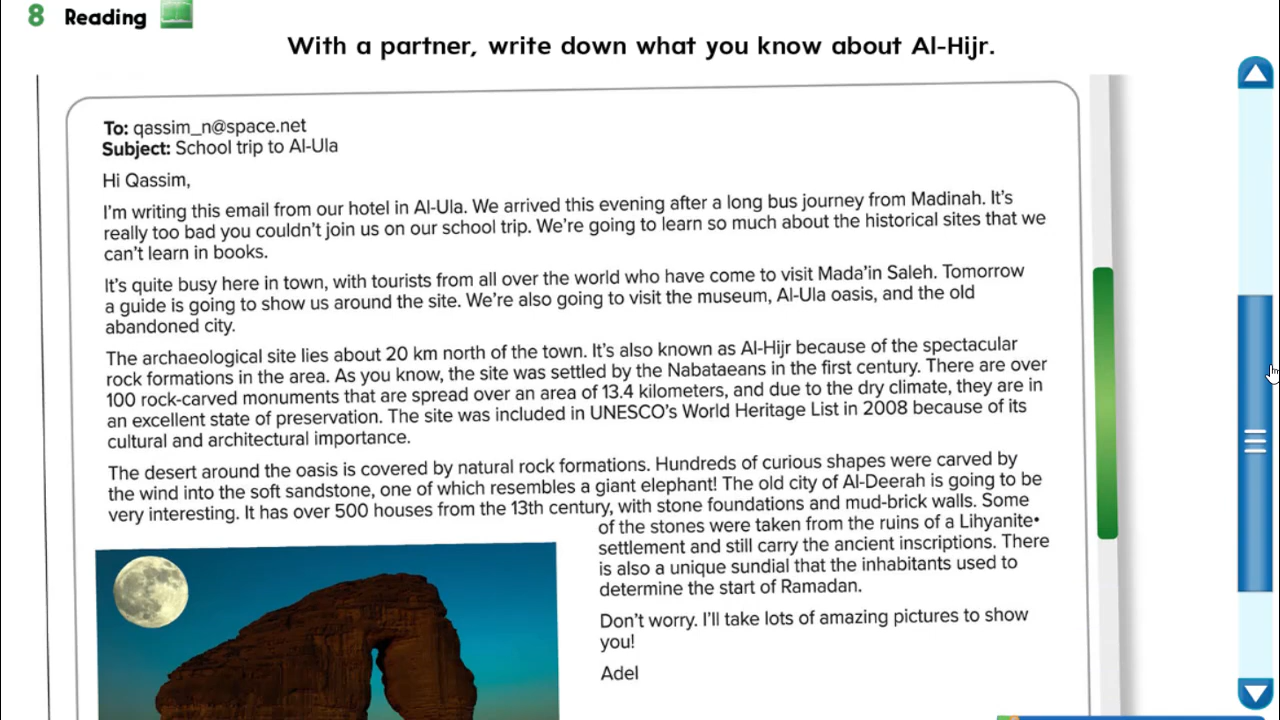 8 Reading
With a partner, write down what you know about Al-Hijr.
To: qassim_n@space.net
Subject: School trip to Al-Ula
Hi Qassim,
I'm writing this email from our hotel in Al-Ula. We arrived this evening after a long bus journey from Madinah. It's
really too bad you couldn't join us on our school trip. We're going to learn so much about the historical sites that we
can't learn in books.
It's quite busy here in town, with tourists from all over the world who have come to visit Mada'in Saleh. Tomorrow
a guide is going to show us around the site. We're also going to visit the museum, Al-Ula oasis, and the old
abandoned city.
The archaeological site lies about 20 km north of the town. It's also known as Al-Hijr because of the spectacular
rock formations in the area. As you know, the site was settled by the Nabataeans in the first century. There are over
100 rock-carved monuments that are spread over an area of 13.4 kilometers, and due to the dry climate, they are in
an excellent state of preservation. The site was included in UNESCO's World Heritage List in 2008 because of its
cultural and architectural importance.
The desert around the oasis is covered by natural rock formations. Hundreds of curious shapes were carved by
the wind into the soft sandstone, one of which resembles a giant elephant! The old city of Al-Deerah is going to be
very interesting. It has over 500 houses from the 13th century, with stone foundations and mud-brick walls. Some
of the stones were taken from the ruins of a Lihyanite•
settlement and still carry the ancient inscriptions. There
is also a unique sundial that the inhabitants used to
determine the start of Ramadan.
Don't worry. I'll take lots of amazing pictures to show
you!
Adel